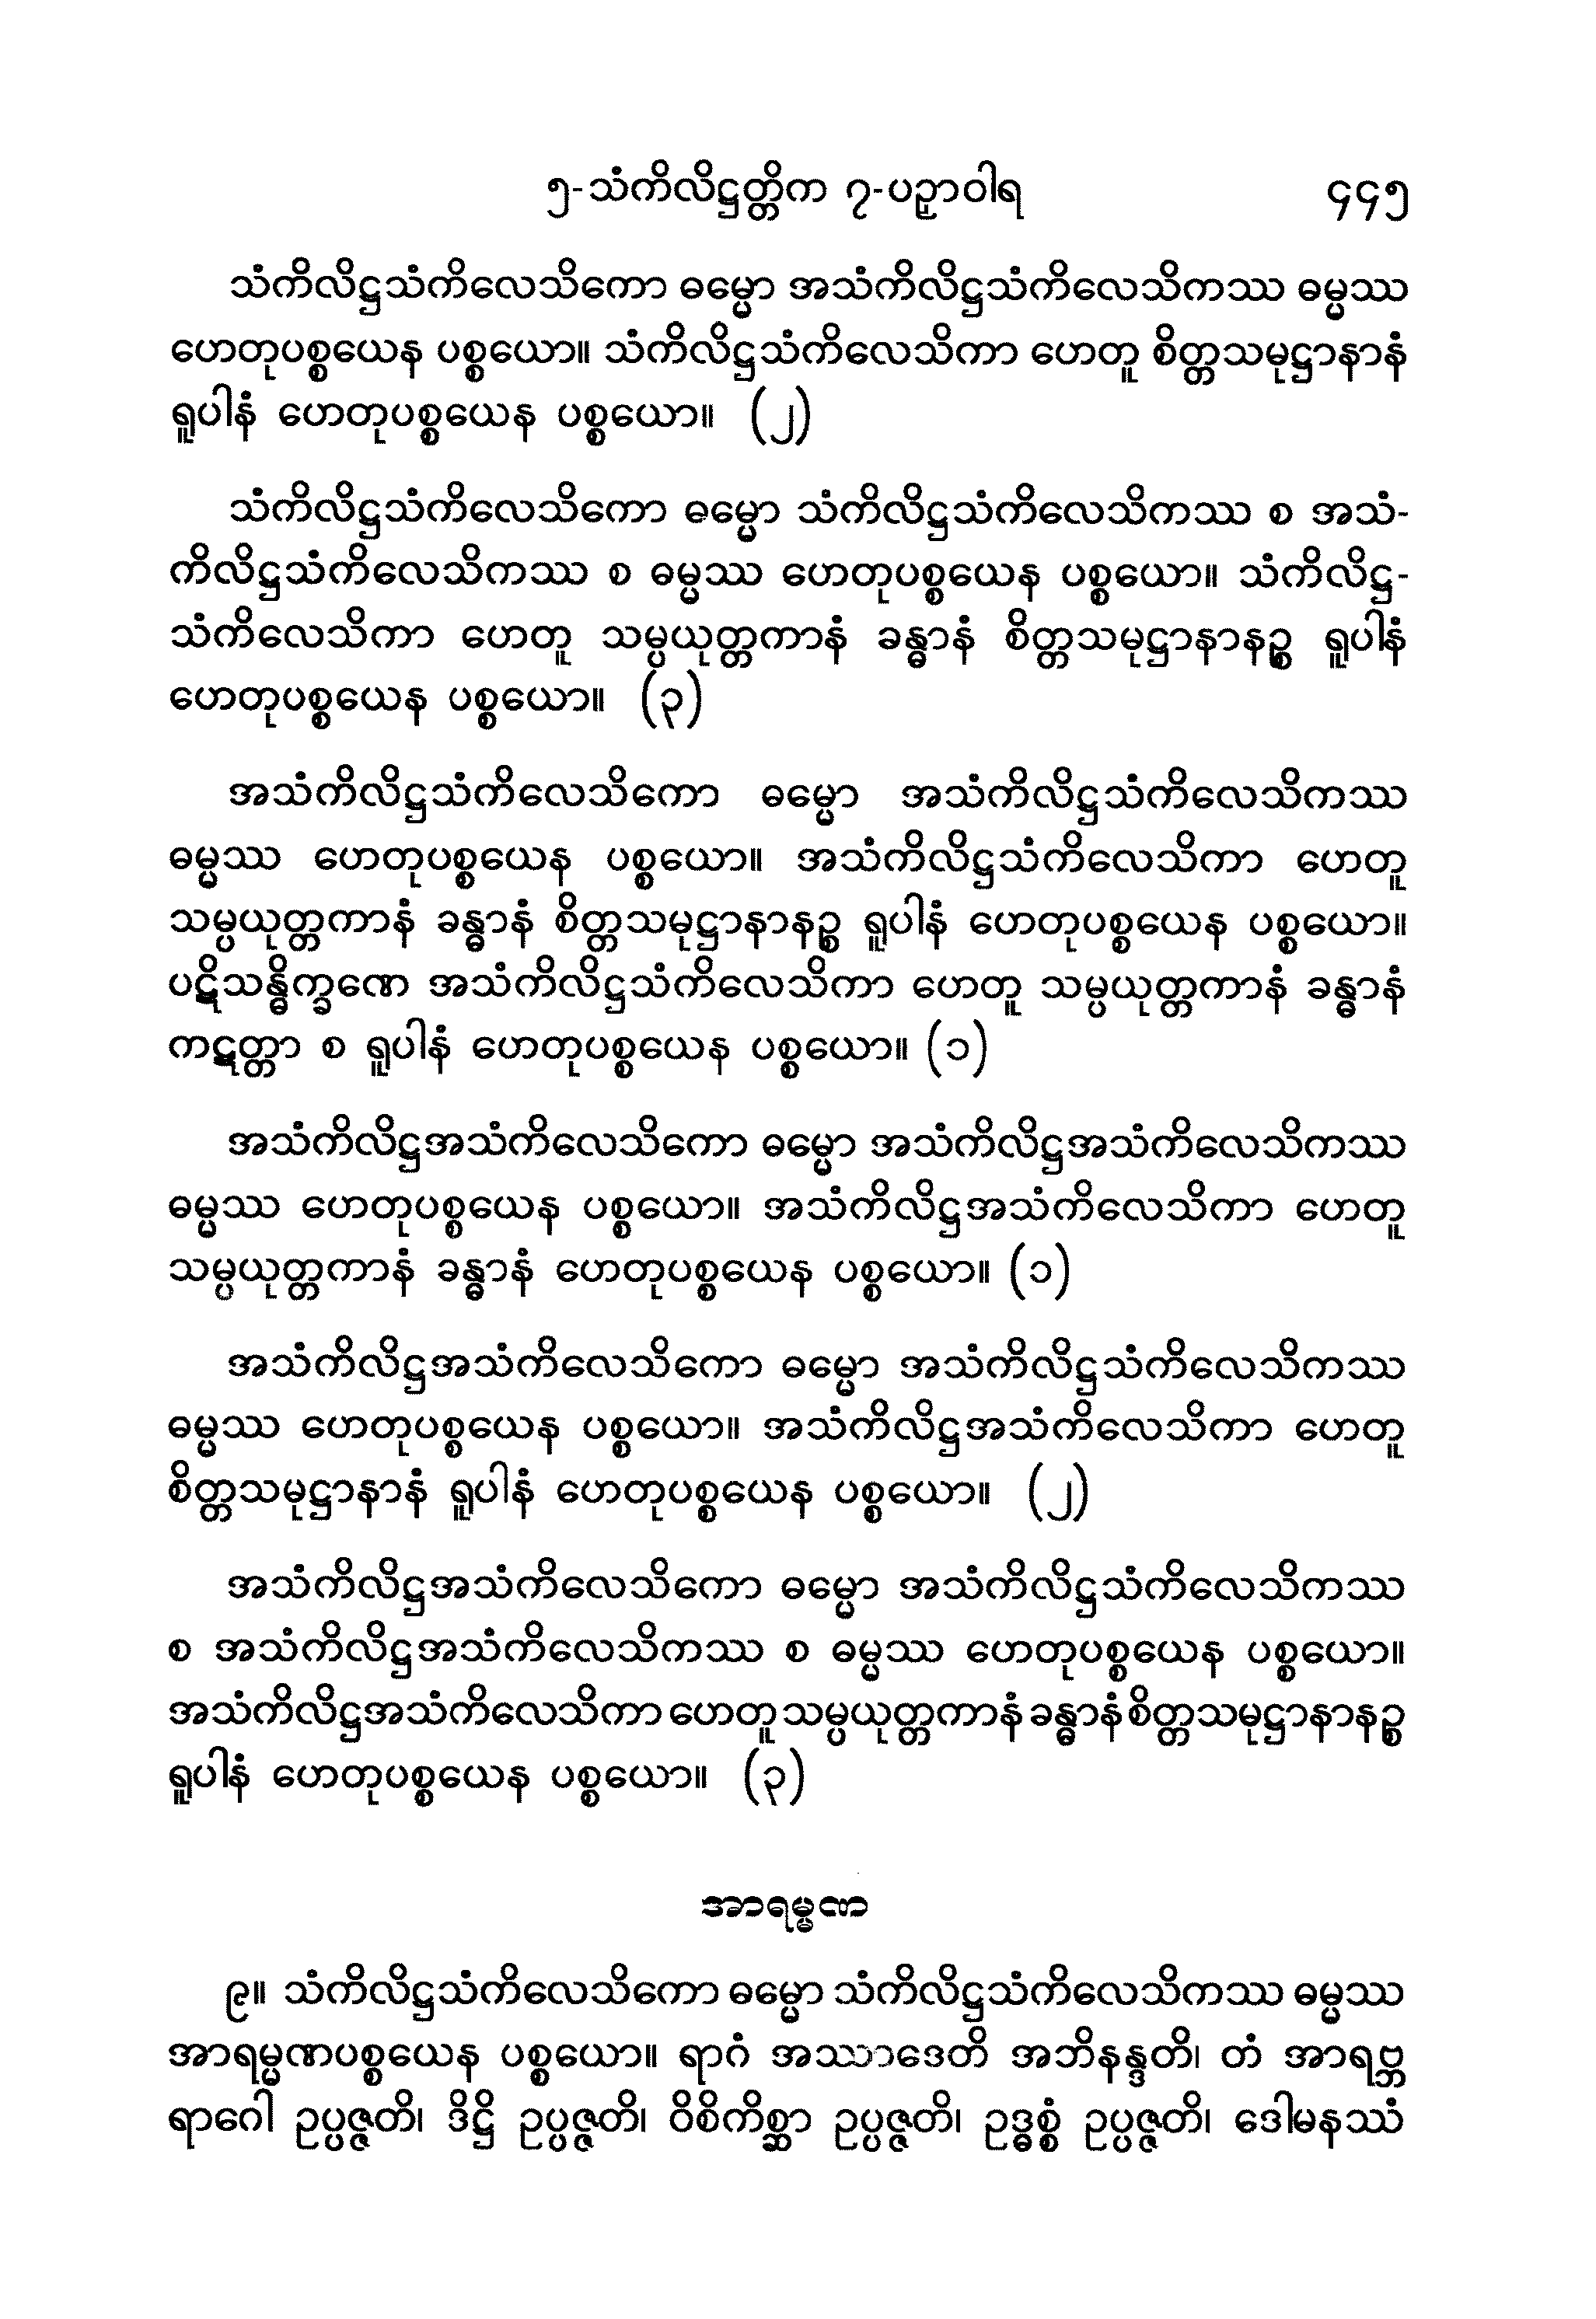 ၅-သံကိလိဋ္ဌတ္တိက ၇-ပဉှာဝါရ ၄၄၅
သံကိလိဋ္ဌသံကိလေသိကော ဓမ္မော အသံကိလိဋ္ဌသံကိလေသိကဿ ဓမ္မဿ
ဟေတုပစ္စယေန ပစ္စယော။ သံကိလိဋ္ဌသံကိလေသိကာ ဟေတူ စိတ္တသမုဋ္ဌာနာနံ
ရူပါနံ ဟေတုပစ္စယေန ပစ္စယော။ (၂)
သံကိလိဋ္ဌသံကိလေသိကော ဓမ္မော သံကိလိဋ္ဌသံကိလေသိကဿ စ အသံ-
ကိလိဋ္ဌသံကိလေသိကဿ စ ဓမ္မဿ ဟေတုပစ္စယေန ပစ္စယော။ သံကိလိဋ္ဌ-
သံကိလေသိကာ ဟေတူ သမ္ပယုတ္တကာနံ ခန္ဓာနံ စိတ္တသမုဋ္ဌာနာနဉ္စ ရူပါနံ
ဟေတုပစ္စယေန ပစ္စယော။ (၃)
အသံကိလိဋ္ဌသံကိလေသိကော ဓမ္မော အသံကိလိဋ္ဌသံကိလေသိကဿ
ဓမ္မဿ ဟေတုပစ္စယေန ပစ္စယော။ အသံကိလိဋ္ဌသံကိလေသိကာ ဟေတူ
သမ္ပယုတ္တကာနံ ခန္ဓာနံ စိတ္တသမုဋ္ဌာနာနဉ္စ ရူပါနံ ဟေတုပစ္စယေန ပစ္စယော။
ပဋိသန္ဓိက္ခဏေ အသံကိလိဋ္ဌသံကိလေသိကာ ဟေတူ သမ္ပယုတ္တကာနံ ခန္ဓာနံ
ကဋတ္တာ စ ရူပါနံ ဟေတုပစ္စယေန ပစ္စယော။ (၁)
အသံကိလိဋ္ဌအသံကိလေသိကော ဓမ္မော အသံကိလိဋ္ဌအသံကိလေသိကဿ
ဓမ္မဿ ဟေတုပစ္စယေန ပစ္စယော။ အသံကိလိဋ္ဌအသံကိလေသိကာ ဟေတူ
သမ္ပယုတ္တကာနံ ခန္ဓာနံ ဟေတုပစ္စယေန ပစ္စယော။ (၁)
အသံကိလိဋ္ဌအသံကိလေသိကော ဓမ္မော အသံကိလိဋ္ဌသံကိလေသိကဿ
ဓမ္မဿ ဟေတုပစ္စယေန ပစ္စယော။ အသံကိလိဋ္ဌအသံကိလေသိကာ ဟေတူ
စိတ္တသမုဋ္ဌာနာနံ ရူပါနံ ဟေတုပစ္စယေန ပစ္စယော။ (၂)
အသံကိလိဋ္ဌအသံကိလေသိကော ဓမ္မော အသံကိလိဋ္ဌသံကိလေသိကဿ
စ အသံကိလိဋ္ဌအသံကိလေသိကဿ စ ဓမ္မဿ ဟေတုပစ္စယေန ပစ္စယော။
အသံကိလိဋ္ဌအသံကိလေသိကာ ဟေတူ သမ္ပယုတ္တကာနံ ခန္ဓာနံ စိတ္တသမုဋ္ဌာနာနဉ္စ
ရူပါနံ ဟေတုပစ္စယေန ပစ္စယော။ (၃)
အာရမ္မဏ
၉။ သံကိလိဋ္ဌသံကိလေသိကော ဓမ္မော သံကိလိဋ္ဌသံကိလေသိကဿ ဓမ္မဿ
အာရမ္မဏပစ္စယေန ပစ္စယော။ ရာဂံ အဿာဒေတိ အဘိနန္ဒတိ၊ တံ အာရဗ္ဘ
ရာဂေါ ဥပ္ပဇ္ဇတိ၊ ဒိဋ္ဌိ ဥပ္ပဇ္ဇတိ၊ ဝိစိကိစ္ဆာ ဥပ္ပဇ္ဇတိ၊ ဥဒ္ဓစ္စံ ဥပ္ပဇ္ဇတိ၊ ဒေါမနဿံ